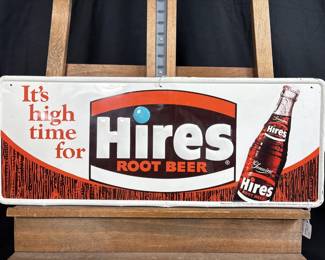 It's
high
time
for
Hires
ROOT BEER
®
Hires
Hires